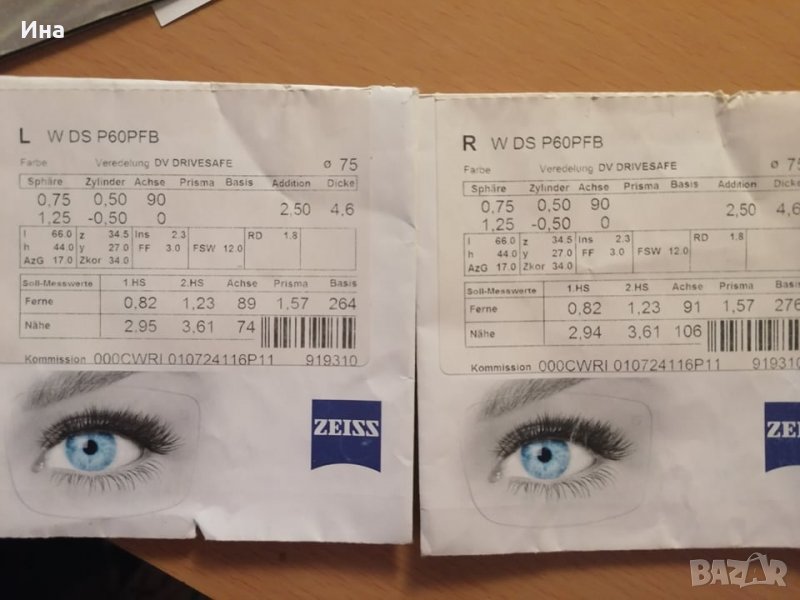 Ина
L W DS P60PFB
Farbe Veredelung DV DRIVESAFE ø 75
Sphäre Zylinder Achse Prisma Basis Addition Dicke
0,75 0,50 90 2,50 4,6
1,25 -0,50 0
l 66.0 z 34.5 Ins 2.3 RD 1.8
h 44.0 y 27.0 FF 3.0 FSW 12.0
AzG 17.0 Zkor 34.0
Soll-Messwerte 1.HS 2.HS Achse Prisma Basis
Ferne 0,82 1,23 89 1,57 264
Nähe 2,95 3,61 74
Kommission 000CWRI 010724116P11 919310
ZEISS
R W DS P60PFB
Farbe Veredelung DV DRIVESAFE ø 75
Sphäre Zylinder Achse Prisma Basis Addition Dicke
0,75 0,50 90 2,50 4,6
1,25 -0,50 0
l 66.0 z 34.5 Ins 2.3 RD 1.8
h 44.0 y 27.0 FF 3.0 FSW 12.0
AzG 17.0 Zkor 34.0
Soll-Messwerte 1.HS 2.HS Achse Prisma Basis
Ferne 0,82 1,23 91 1,57 276
Nähe 2,94 3,61 106
Kommission 000CWRI 010724116P11 919310
ZEISS
BAZAR